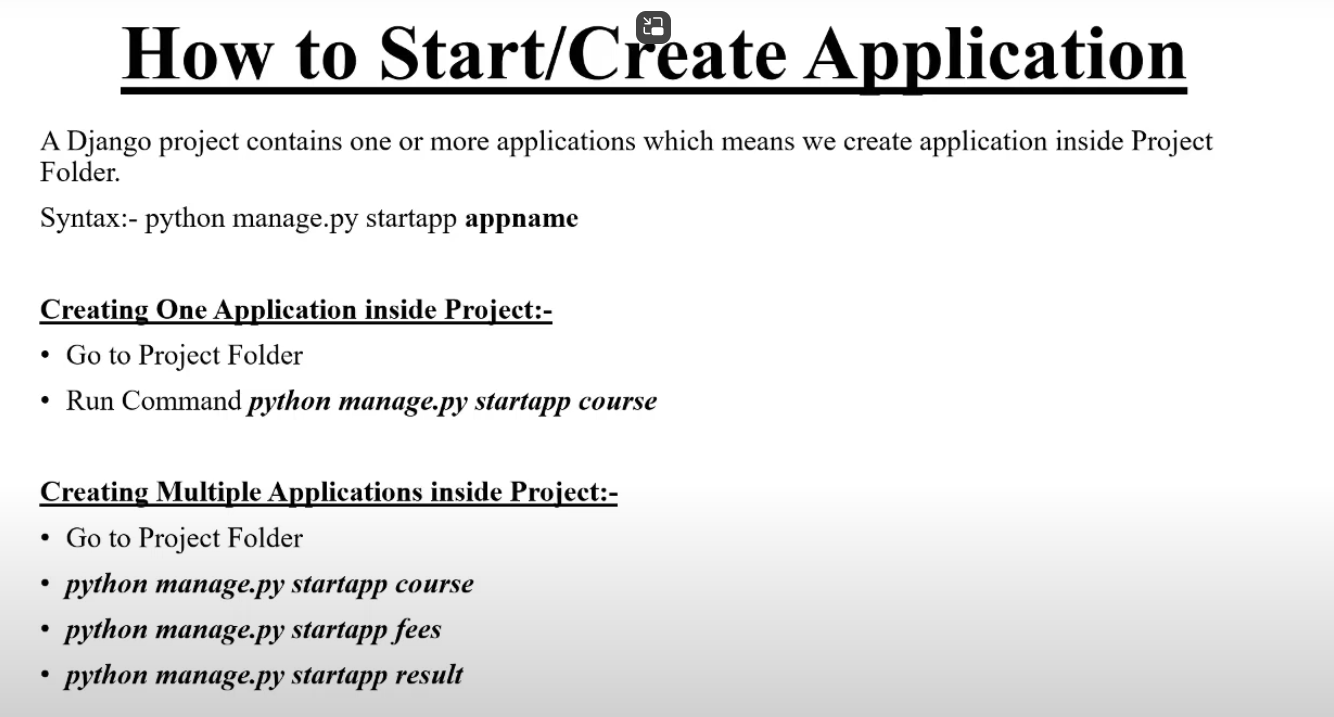 How to Start/Create Application
A Django project contains one or more applications which means we create application inside Project
Folder.
Syntax:- python manage.py startapp appname
Creating One Application inside Project:-
• Go to Project Folder
• Run Command python manage.py startapp course
Creating Multiple Applications inside Project:-
• Go to Project Folder
• python manage.py startapp course
• python manage.py startapp fees
• python manage.py startapp result